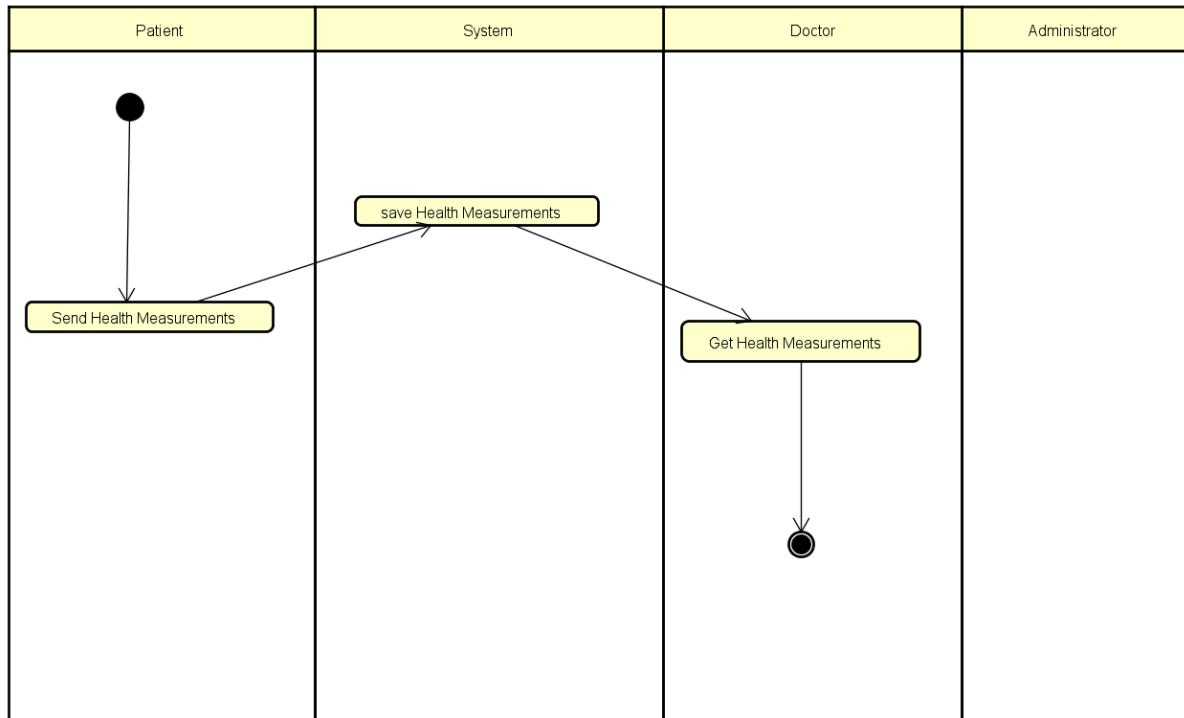 Patient
System
Doctor
Administrator
save Health Measurements
Send Health Measurements
Get Health Measurements